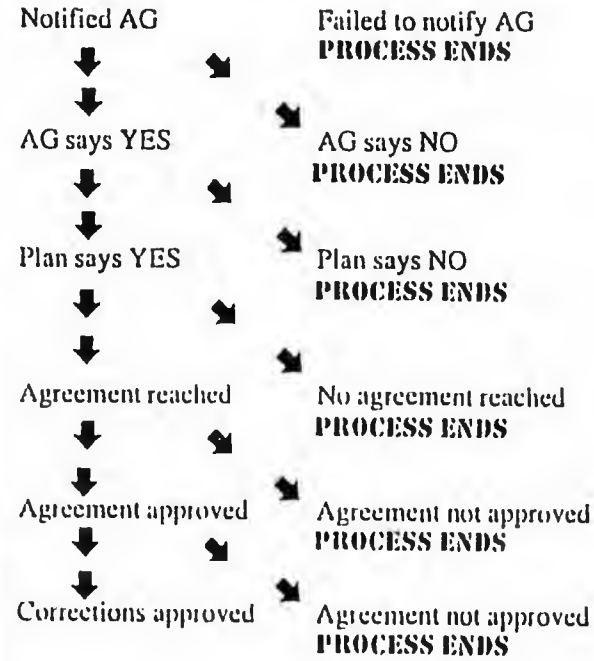 Notified AG
Failed to notify AG
PROCESS ENDS
AG says YES
AG says NO
PROCESS ENDS
Plan says YES
Plan says NO
PROCESS ENDS
Agreement reached
No agreement reached
PROCESS ENDS
Agreement approved
Agreement not approved
PROCESS ENDS
Corrections approved
Agreement not approved
PROCESS ENDS